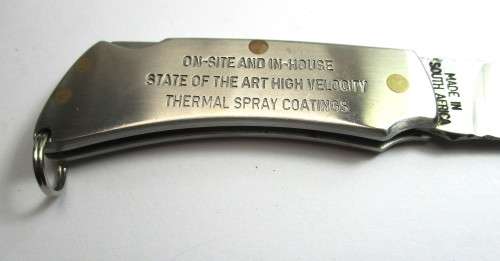 ON-SITE AND IN-HOUSE
STATE OF THE ART HIGH VELOCITY
THERMAL SPRAY COATINGS
MADE IN
SOUTH AFRICA